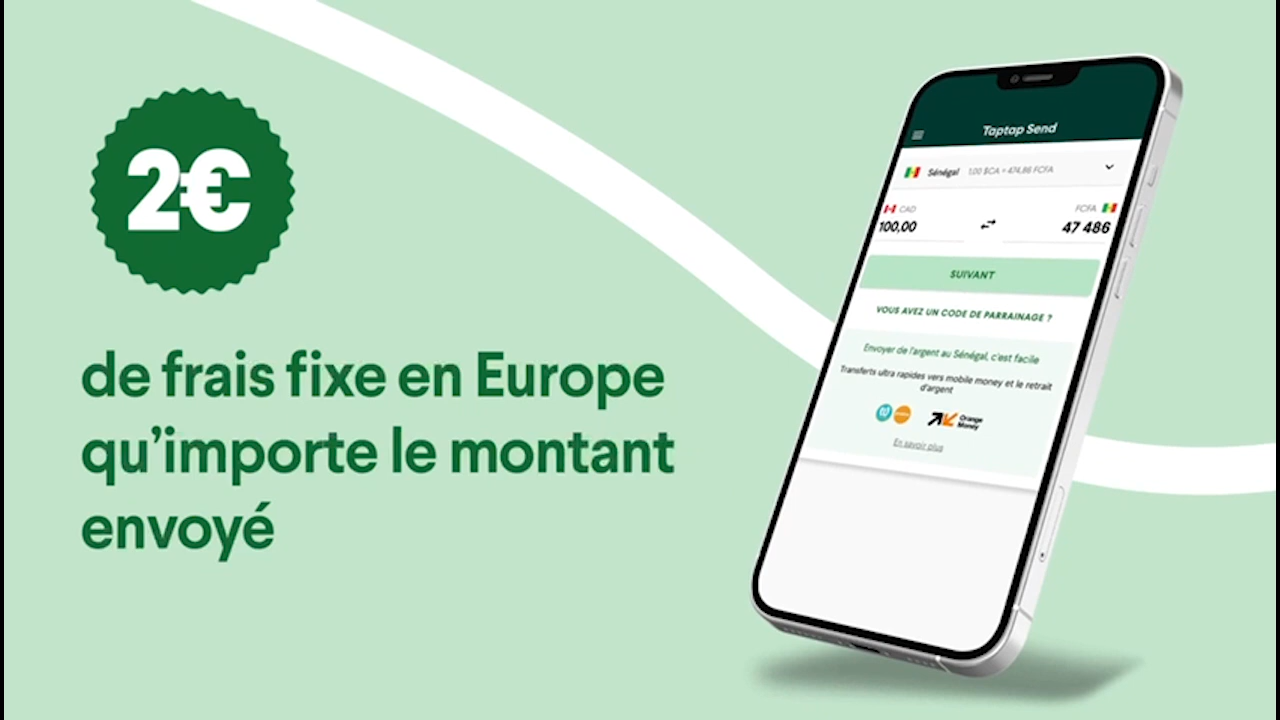 2€
de frais fixe en Europe
qu'importe le montant
envoyé
Taptap Send
Sénégal 1,00 $CA = 474,86 FCFA
CAD
FCFA
100,00
47 486
SUIVANT
VOUS AVEZ UN CODE DE PARRAINAGE ?
Envoyer de l'argent au Sénégal, c'est facile
Transferts ultra rapides vers mobile money et le retrait
d'argent
Orange
Money
En savoir plus